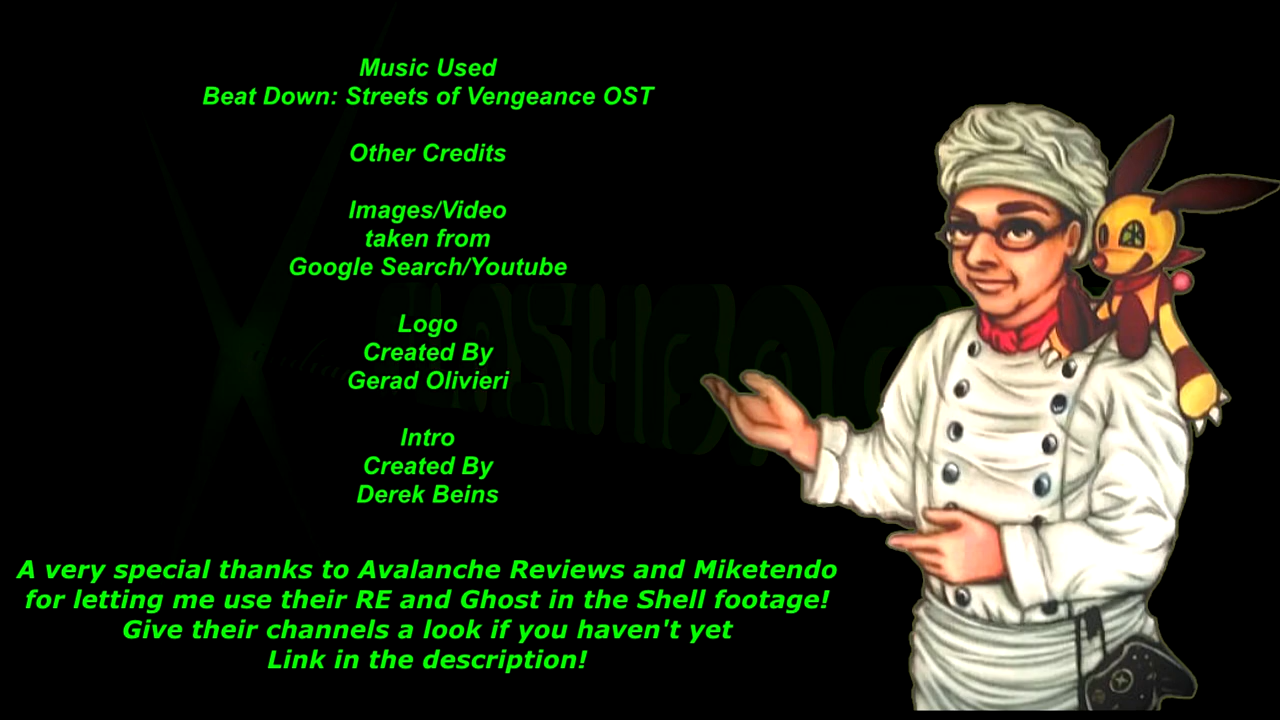 Music Used
Beat Down: Streets of Vengeance OST
Other Credits
Images/Video
taken from
Google Search/Youtube
Logo
Created By
Gerad Olivieri
Intro
Created By
Derek Beins
A very special thanks to Avalanche Reviews and Miketendo
for letting me use their RE and Ghost in the Shell footage!
Give their channels a look if you haven't yet
Link in the description!